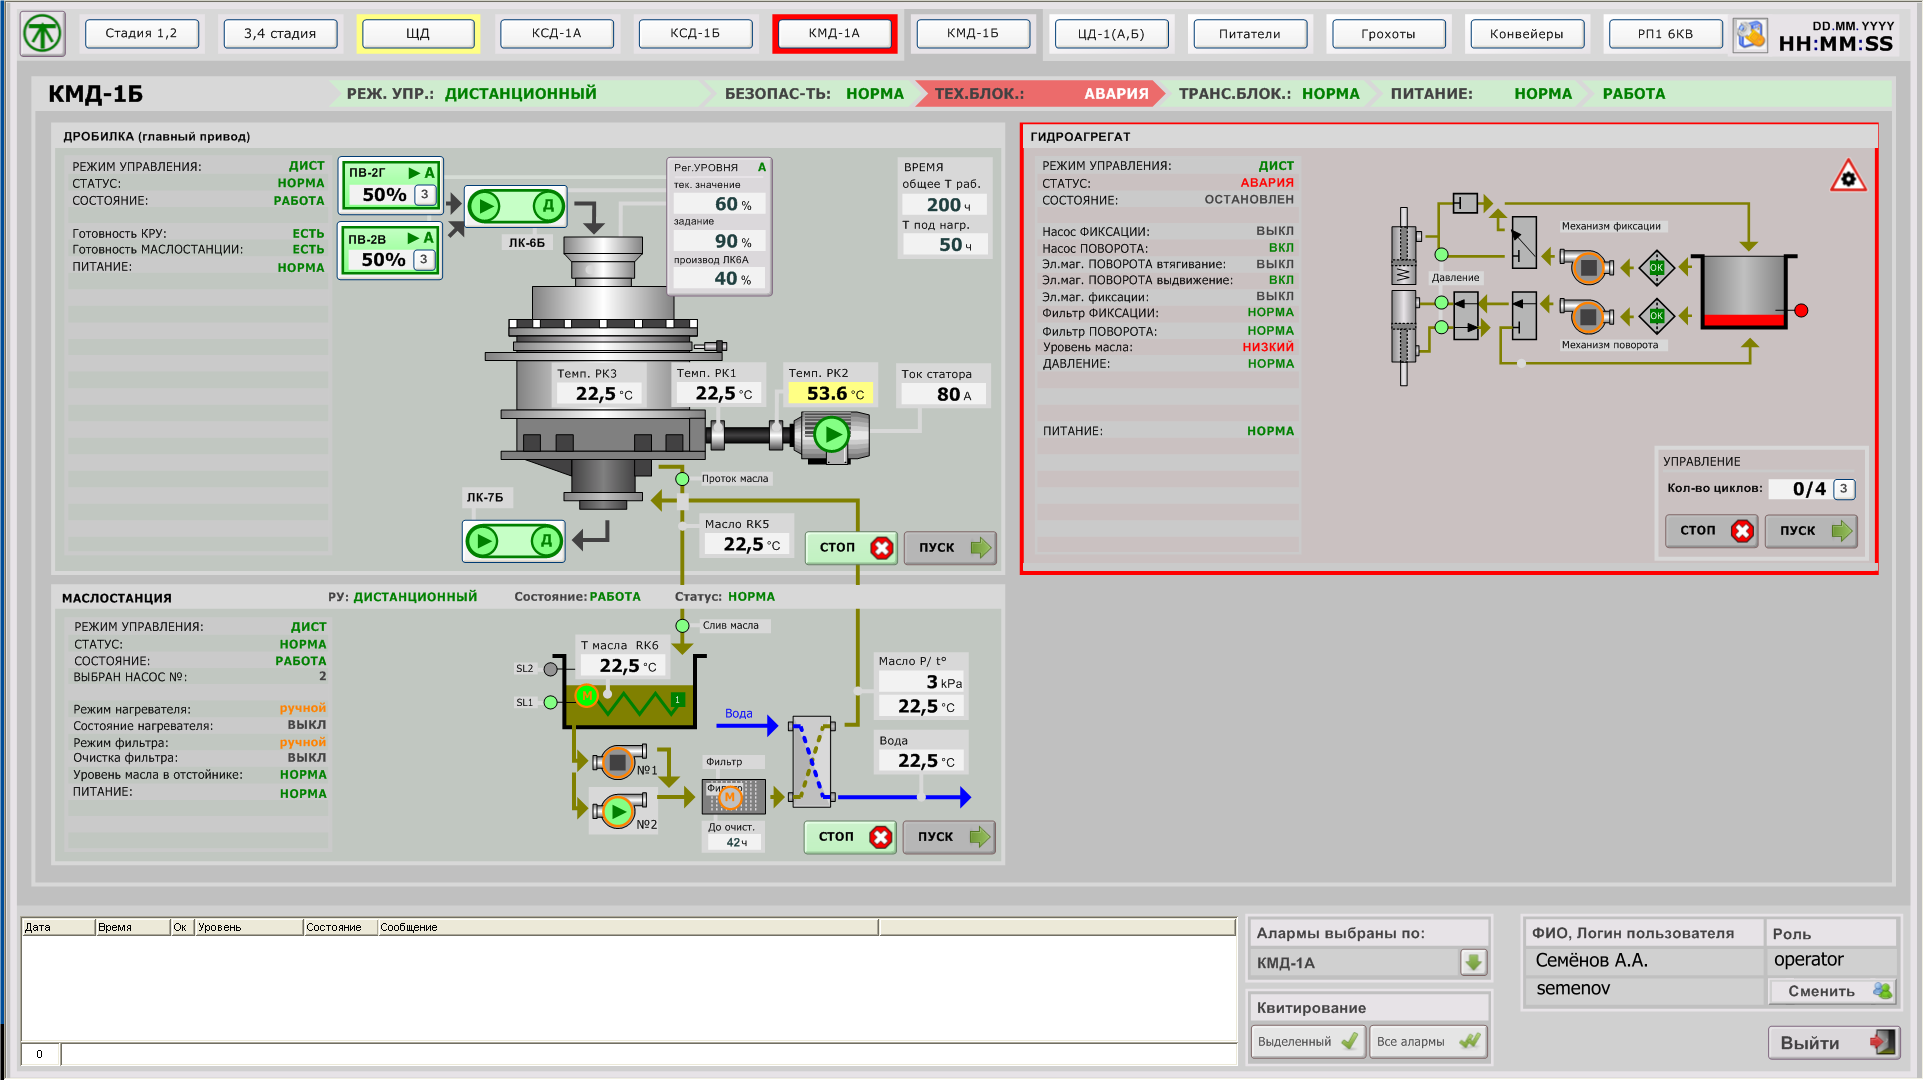 Стадия 1,2
3,4 стадия
ЩД
КСД-1А
КСД-1Б
КМД-1А
КМД-1Б
ЦД-1(А,Б)
Питатели
Грохоты
Конвейеры
РП1 6КВ
DD.MM.YYYY
HH:MM:SS
КМД-1Б
РЕЖ. УПР.: ДИСТАНЦИОННЫЙ
БЕЗОПАС-ТЬ: НОРМА
ТЕХ.БЛОК.: АВАРИЯ
ТРАНС.БЛОК.: НОРМА
ПИТАНИЕ: НОРМА
РАБОТА
ДРОБИЛКА (главный привод)
РЕЖИМ УПРАВЛЕНИЯ: ДИСТ
СТАТУС: НОРМА
СОСТОЯНИЕ: РАБОТА
Готовность КРУ: ЕСТЬ
Готовность МАСЛОСТАНЦИИ: ЕСТЬ
ПИТАНИЕ: НОРМА
ПВ-2Г А
50% З
ПВ-2В А
50% З
Д
ЛК-6Б
Рег.УРОВНЯ А
тек. значение
60 %
задание
90 %
производ ЛК6А
40 %
ВРЕМЯ
общее Т раб.
200 ч
Т под нагр.
50 ч
Темп. РК3
22,5 °C
Темп. РК1
22,5 °C
Темп. РК2
53.6 °C
Ток статора
80 А
Проток масла
ЛК-7Б
Д
Масло RK5
22,5 °C
СТОП
ПУСК
ГИДРОАГРЕГАТ
РЕЖИМ УПРАВЛЕНИЯ: ДИСТ
СТАТУС: АВАРИЯ
СОСТОЯНИЕ: ОСТАНОВЛЕН
Насос ФИКСАЦИИ: ВЫКЛ
Насос ПОВОРОТА: ВКЛ
Эл.маг. ПОВОРОТА втягивание: ВЫКЛ
Эл.маг. ПОВОРОТА выдвижение: ВКЛ
Эл.маг. фиксации: ВЫКЛ
Фильтр ФИКСАЦИИ: НОРМА
Фильтр ПОВОРОТА: НОРМА
Уровень масла: НИЗКИЙ
ДАВЛЕНИЕ: НОРМА
ПИТАНИЕ: НОРМА
Механизм фиксации
OK
Давление
OK
Механизм поворота
УПРАВЛЕНИЕ
Кол-во циклов: 0/4 З
СТОП
ПУСК
МАСЛОСТАНЦИЯ
РУ: ДИСТАНЦИОННЫЙ
Состояние: РАБОТА
Статус: НОРМА
РЕЖИМ УПРАВЛЕНИЯ: ДИСТ
СТАТУС: НОРМА
СОСТОЯНИЕ: РАБОТА
ВЫБРАН НАСОС №: 2
Режим нагревателя: ручной
Состояние нагревателя: ВЫКЛ
Режим фильтра: ручной
Очистка фильтра: ВЫКЛ
Уровень масла в отстойнике: НОРМА
ПИТАНИЕ: НОРМА
Слив масла
Т масла RK6
22,5 °C
SL2
SL1
М
1
№1
№2
Вода
Фильтр
М
До очист.
42ч
Масло Р/ t°
3 kPa
22,5 °C
Вода
22,5 °C
СТОП
ПУСК
Дата
Время
Ок
Уровень
Состояние
Сообщение
0
Алармы выбраны по:
КМД-1А
Квитирование
Выделенный
Все алармы
ФИО, Логин пользователя
Роль
Семёнов А.А.
operator
semenov
Сменить
Выйти